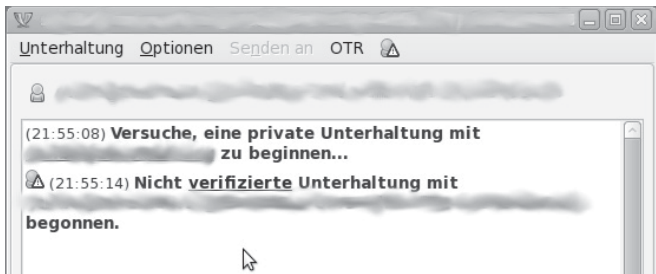 Unterhaltung Optionen Senden an OTR
(21:55:08) Versuche, eine private Unterhaltung mit
zu beginnen...
(21:55:14) Nicht verifizierte Unterhaltung mit
begonnen.